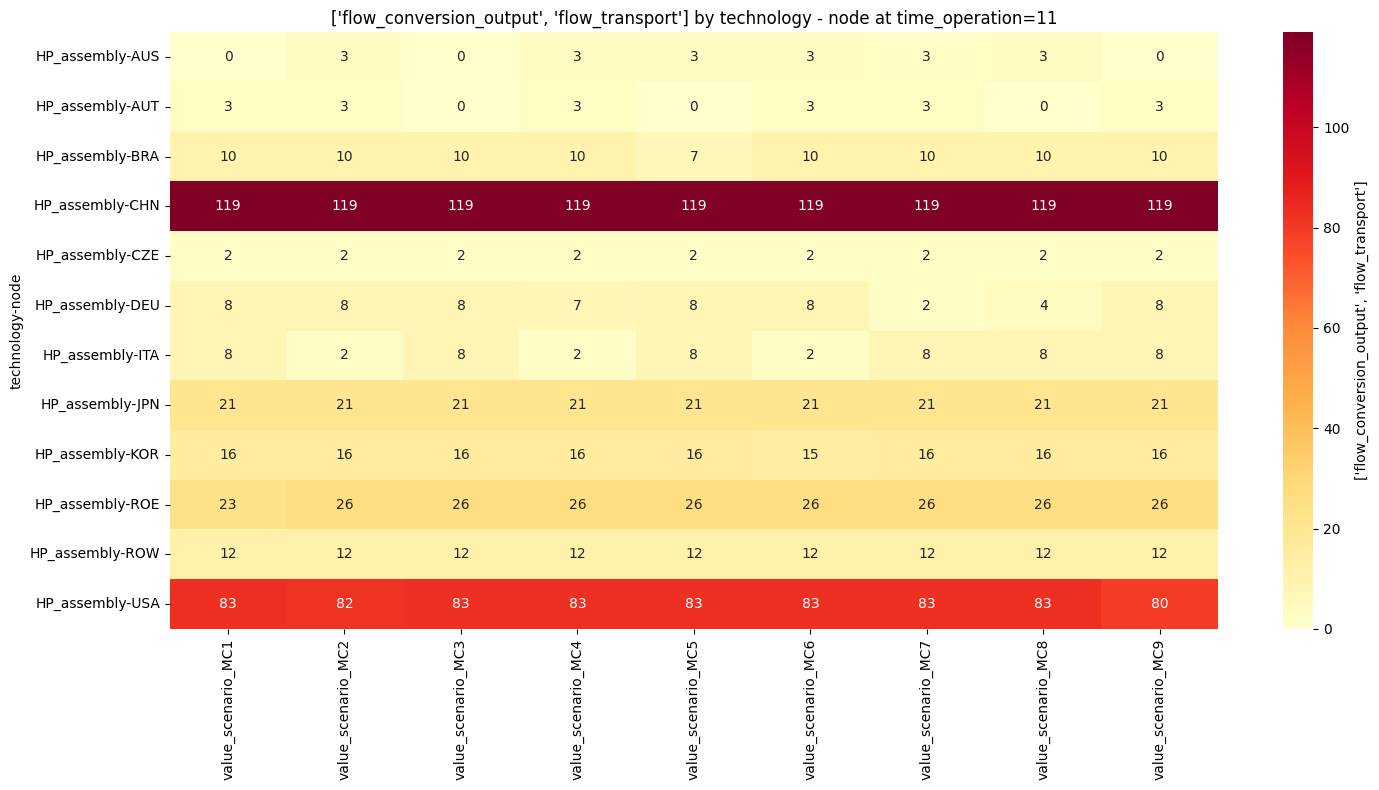 ['flow_conversion_output', 'flow_transport'] by technology - node at time_operation=11
technology-node
HP_assembly-AUS 0 3 0 3 3 3 3 3 0
HP_assembly-AUT 3 3 0 3 0 3 3 0 3
HP_assembly-BRA 10 10 10 10 7 10 10 10 10
HP_assembly-CHN 119 119 119 119 119 119 119 119 119
HP_assembly-CZE 2 2 2 2 2 2 2 2 2
HP_assembly-DEU 8 8 8 7 8 8 2 4 8
HP_assembly-ITA 8 2 8 2 8 2 8 8 8
HP_assembly-JPN 21 21 21 21 21 21 21 21 21
HP_assembly-KOR 16 16 16 16 16 15 16 16 16
HP_assembly-ROE 23 26 26 26 26 26 26 26 26
HP_assembly-ROW 12 12 12 12 12 12 12 12 12
HP_assembly-USA 83 82 83 83 83 83 83 83 80
value_scenario_MC1
value_scenario_MC2
value_scenario_MC3
value_scenario_MC4
value_scenario_MC5
value_scenario_MC6
value_scenario_MC7
value_scenario_MC8
value_scenario_MC9
100
80
60
40
20
0
['flow_conversion_output', 'flow_transport']